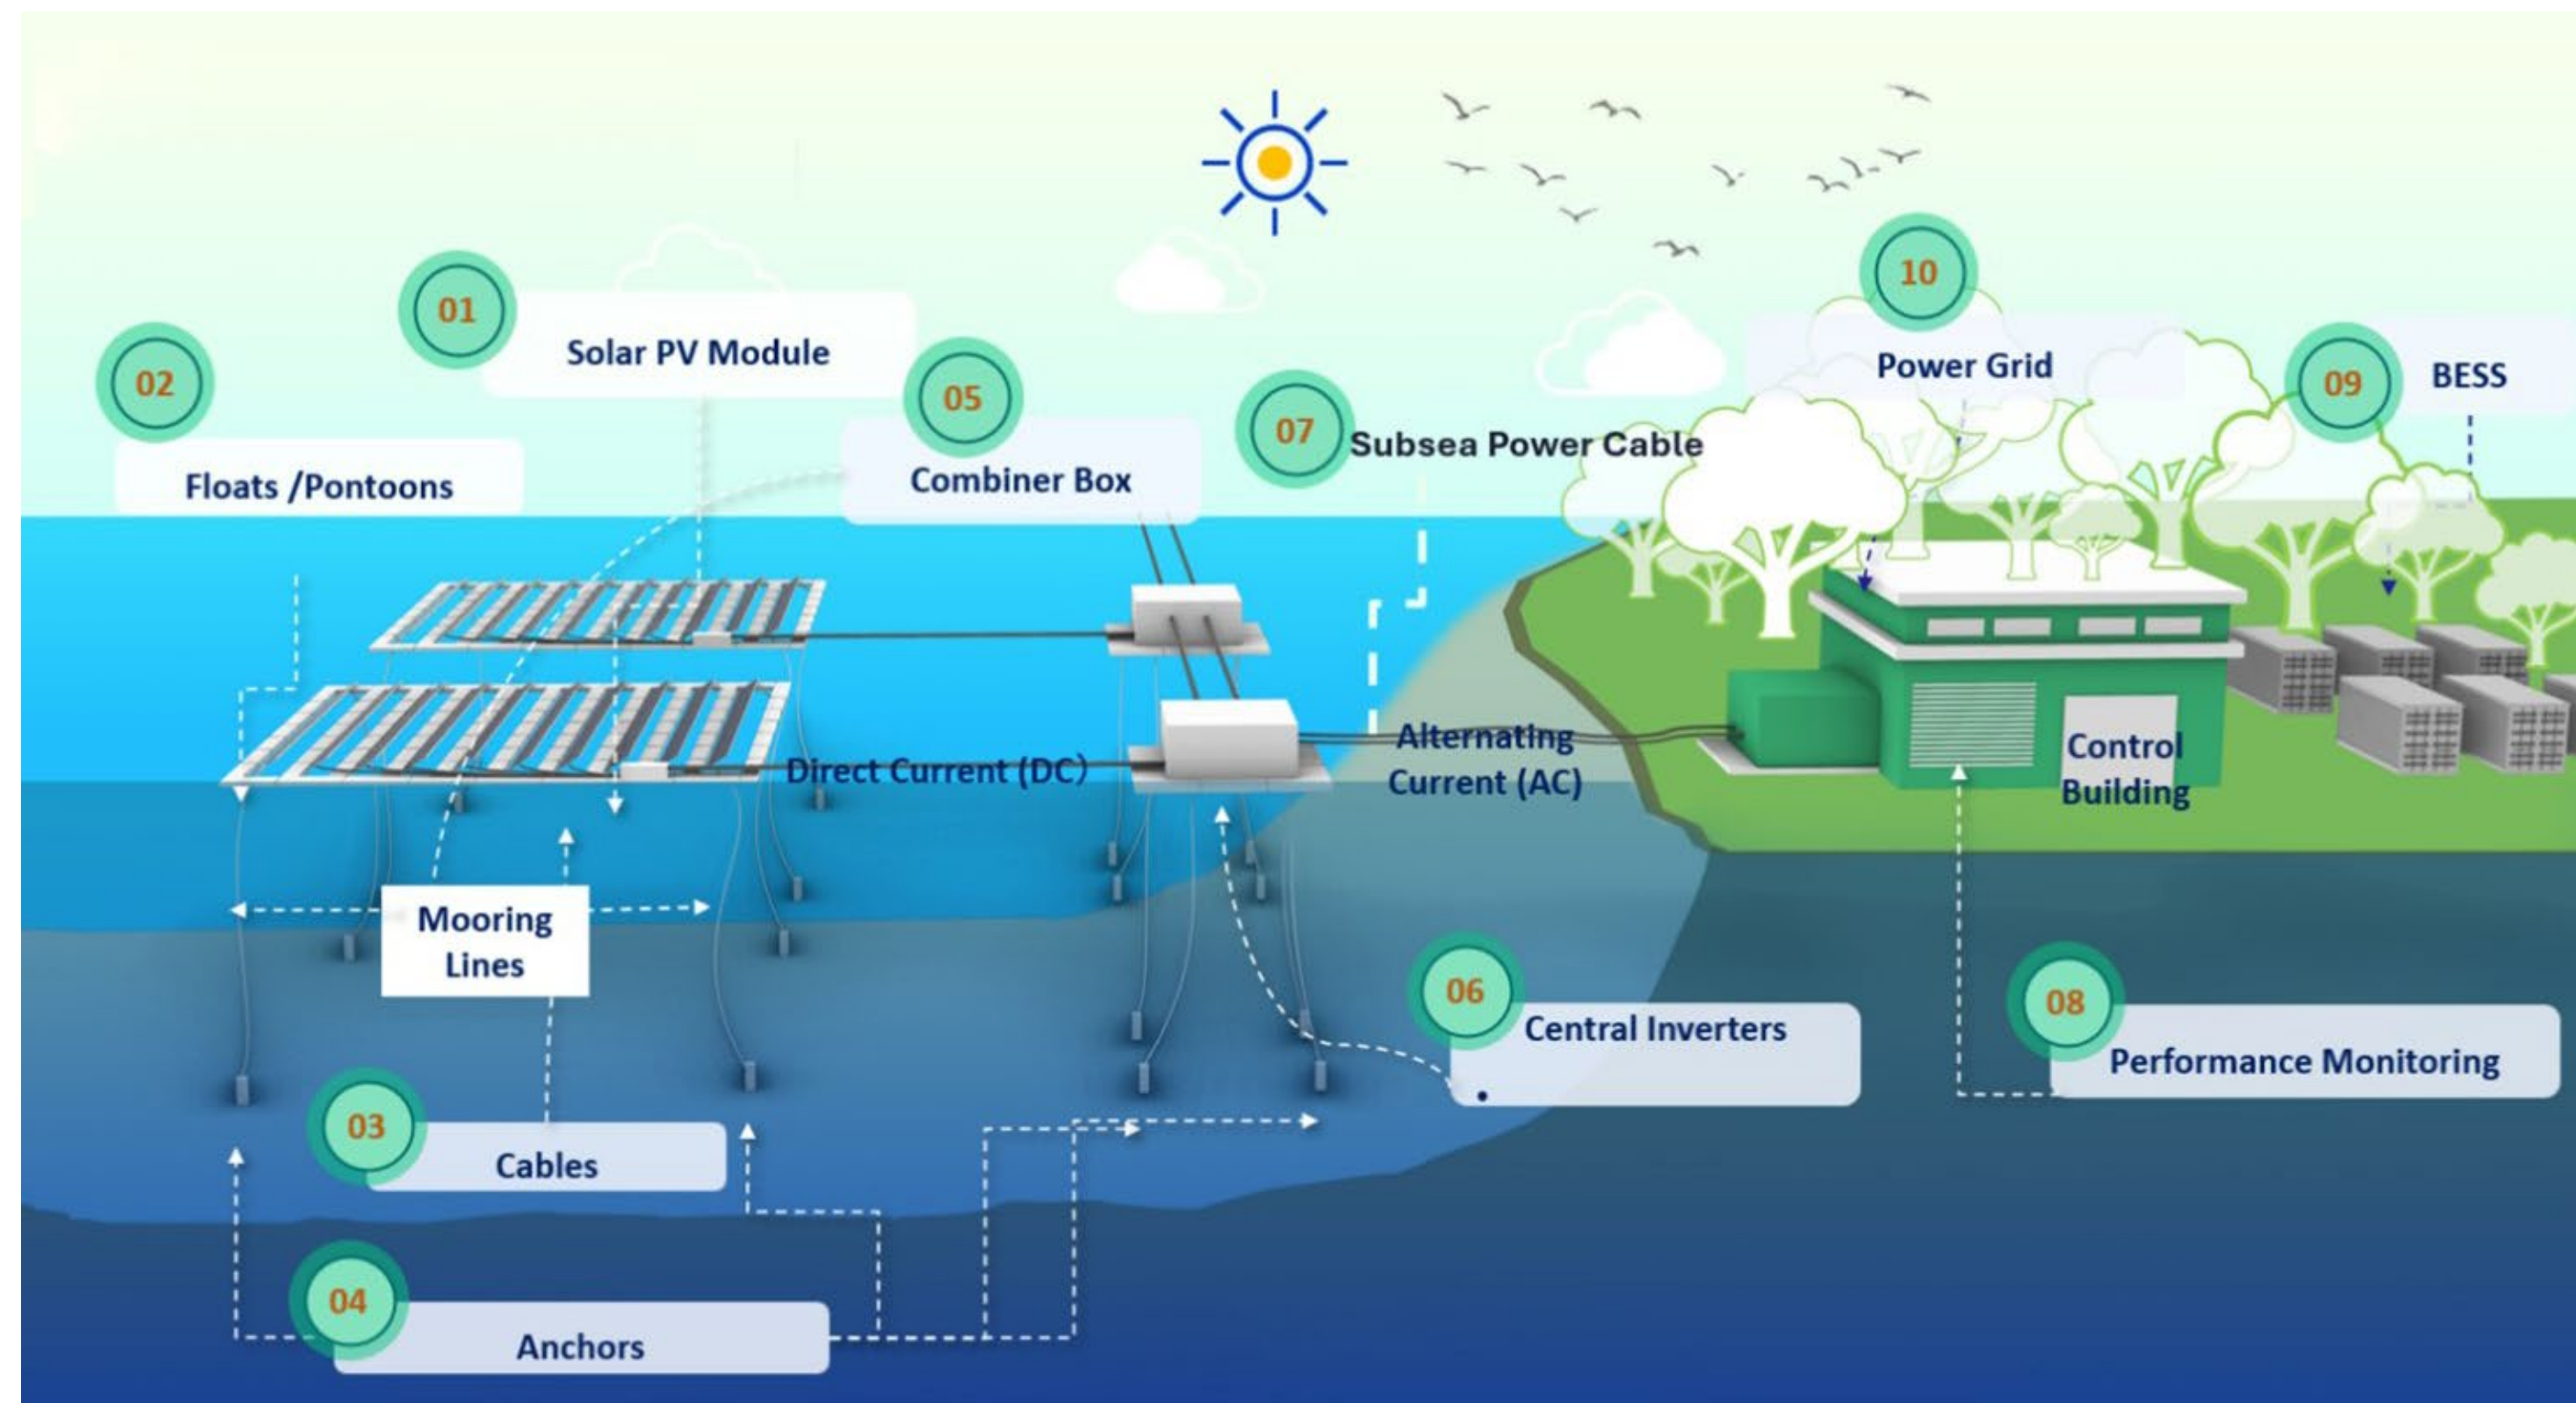 01
Solar PV Module
02
Floats /Pontoons
05
Combiner Box
07
Subsea Power Cable
10
Power Grid
09
BESS
Direct Current (DC)
Alternating
Current (AC)
Control
Building
Mooring
Lines
03
Cables
04
Anchors
06
Central Inverters
•
08
Performance Monitoring